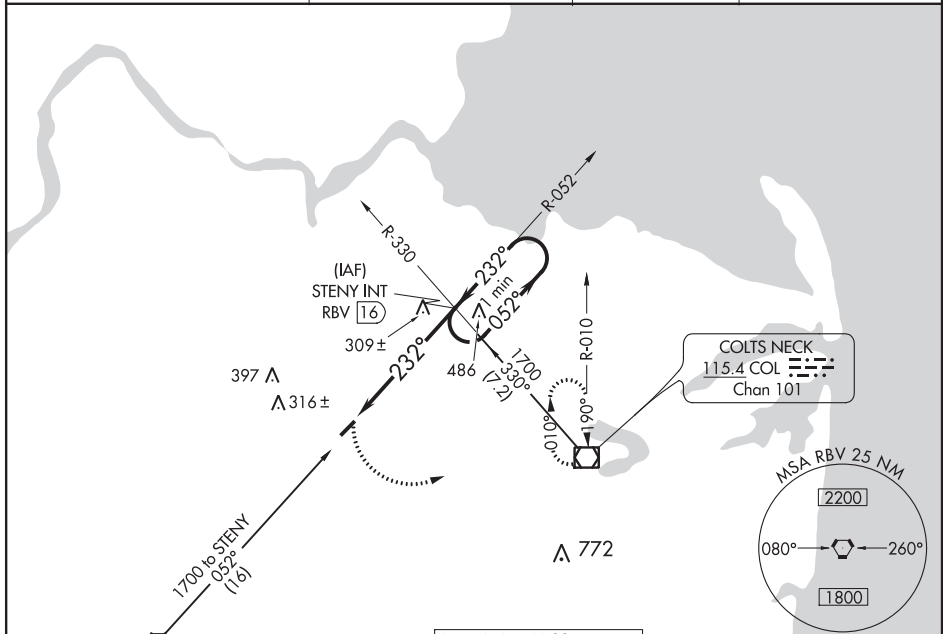 R-052
R-330
(IAF)
STENY INT
RBV 16
309±
232°
1 min
052°
232°
486
1700
330°
(7.2)
R-010
010°
190°
COLTS NECK
115.4 COL
Chan 101
397
316±
1700 to STENY
052°
(16)
772
MSA RBV 25 NM
2200
080°
260°
1800